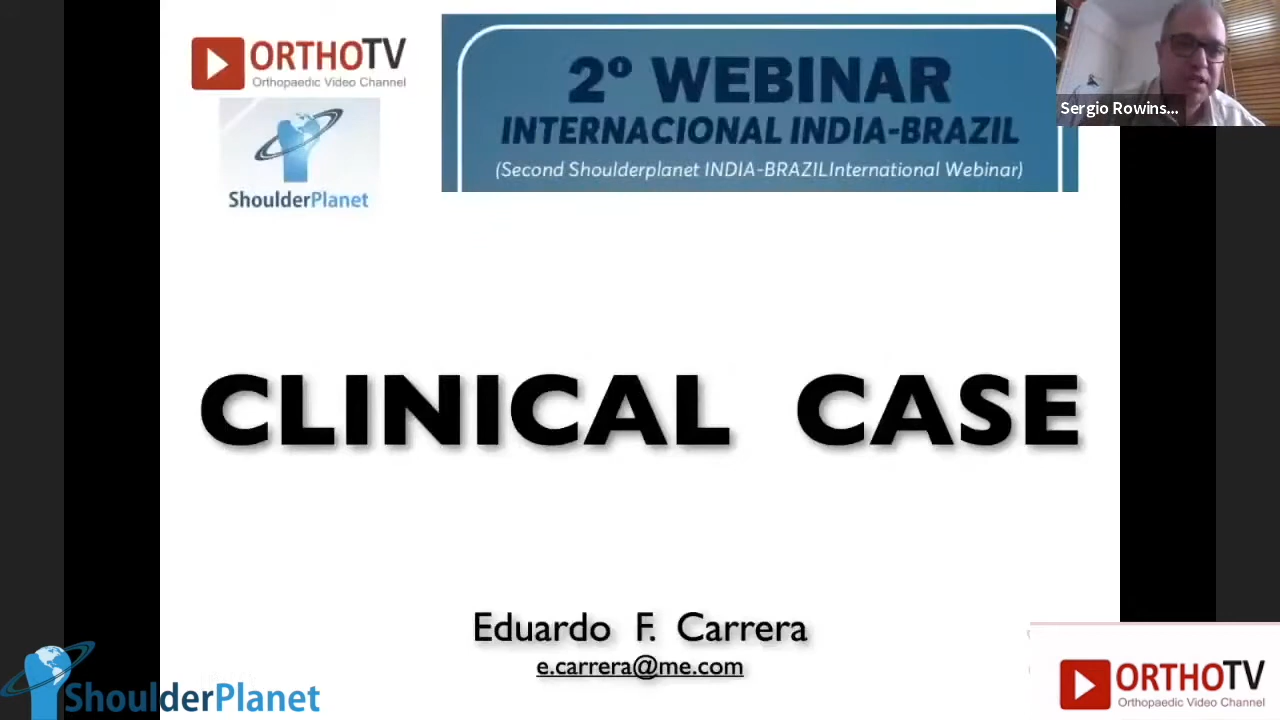 ORTHOTV
Orthopaedic Video Channel
ShoulderPlanet
2º WEBINAR
INTERNACIONAL INDIA-BRAZIL
(Second Shoulderplanet INDIA-BRAZILInternational Webinar)
Sergio Rowins...
CLINICAL CASE
Eduardo F. Carrera
e.carrera@me.com
ShoulderPlanet
ORTHOTV
Orthopaedic Video Channel